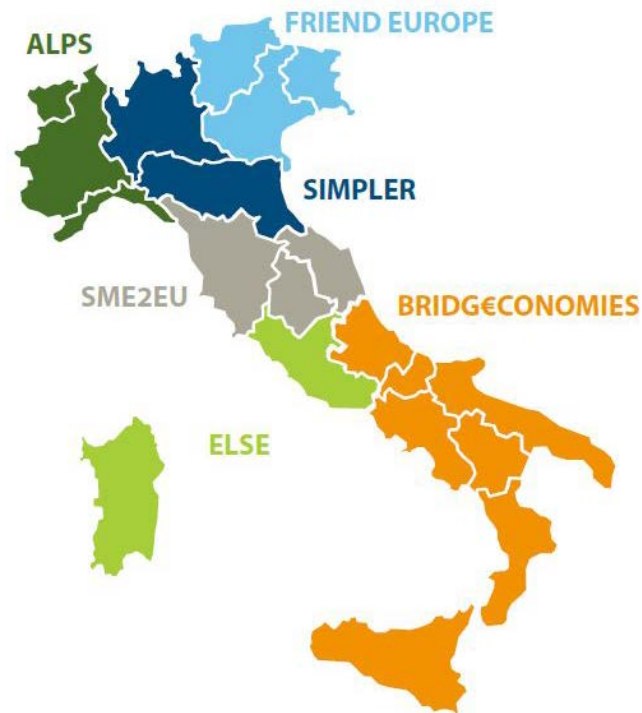 FRIEND EUROPE
ALPS
SIMPLER
SME2EU
BRIDG€CONOMIES
ELSE